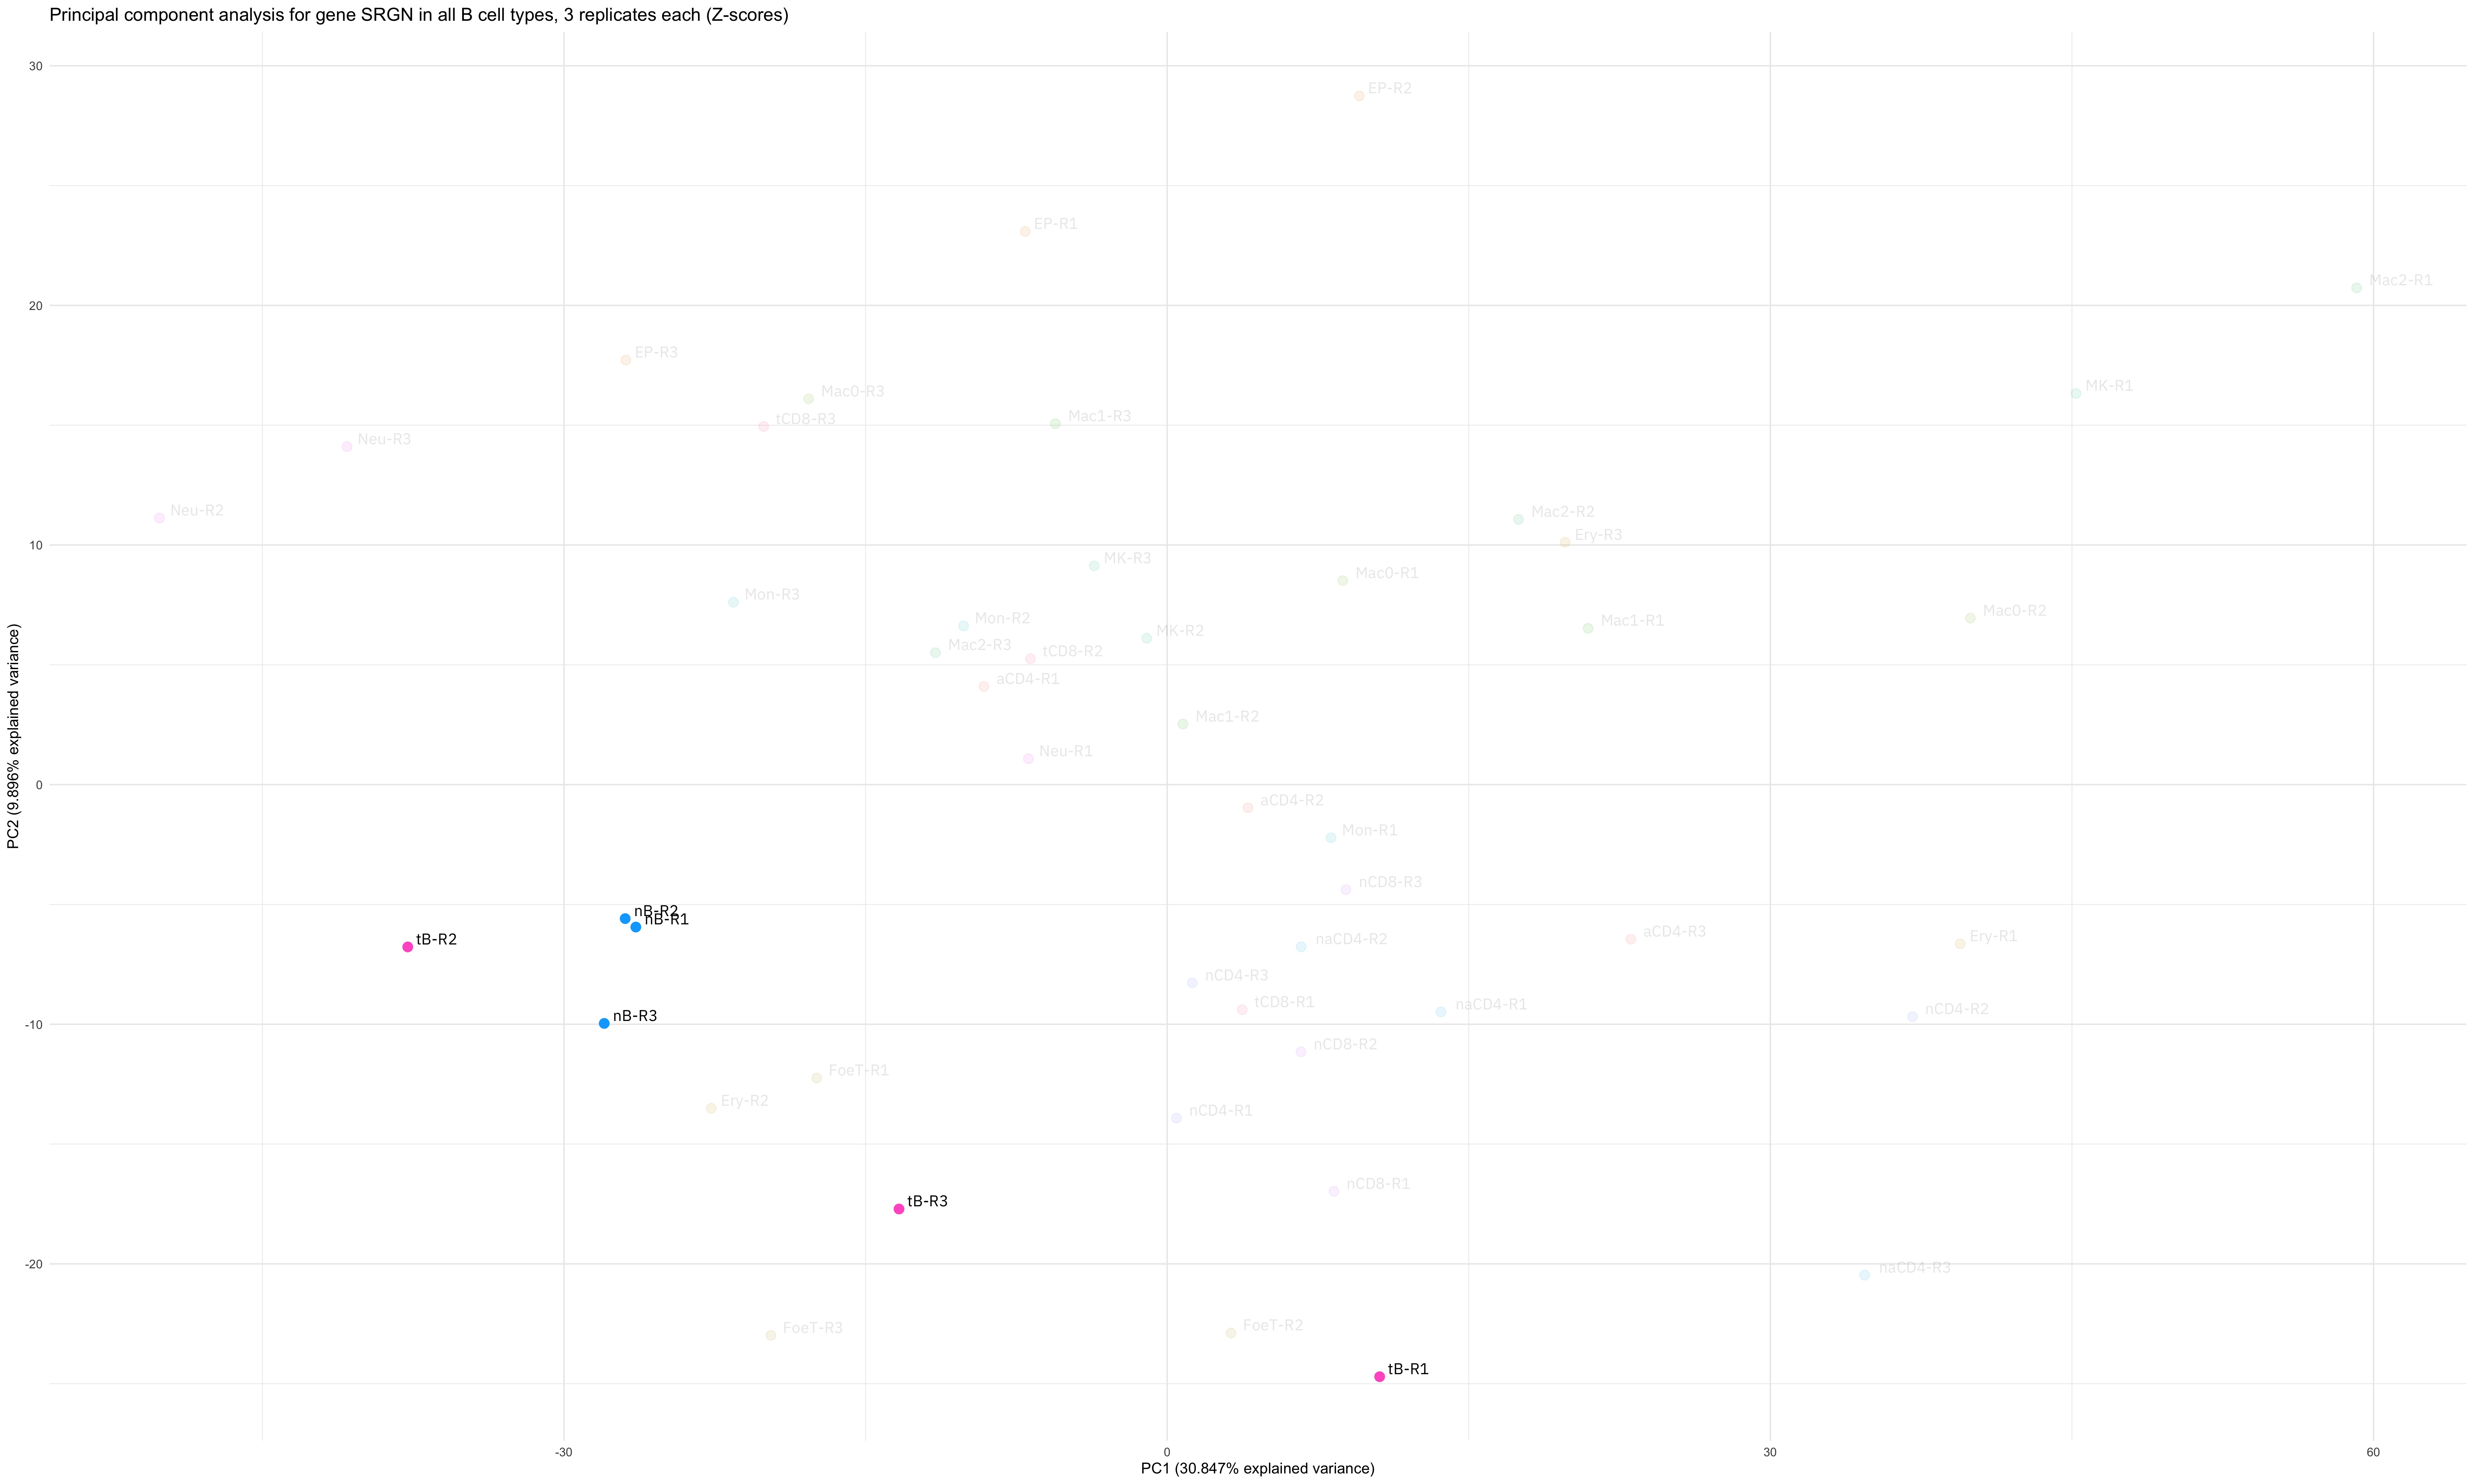 Principal component analysis for gene SRGN in all B cell types, 3 replicates each (Z-scores)
30
EP-R2
EP-R1
Mac2-R1
20
EP-R3
Mac0-R3
MK-R1
tCD8-R3
Mac1-R3
Neu-R3
Neu-R2
Mac2-R2
Ery-R3
10
MK-R3
Mac0-R1
Mon-R3
Mon-R2
Mac0-R2
Mac1-R1
MK-R2
Mac2-R3
tCD8-R2
aCD4-R1
Mac1-R2
Neu-R1
0
PC2 (9.896% explained variance)
aCD4-R2
Mon-R1
nCD8-R3
nB-R2
nB-R1
tB-R2
naCD4-R2
aCD4-R3
Ery-R1
nCD4-R3
tCD8-R1
naCD4-R1
nCD4-R2
nB-R3
-10
nCD8-R2
FoeT-R1
Ery-R2
nCD4-R1
nCD8-R1
tB-R3
-20
naCD4-R3
FoeT-R3
FoeT-R2
tB-R1
-30
0
30
60
PC1 (30.847% explained variance)